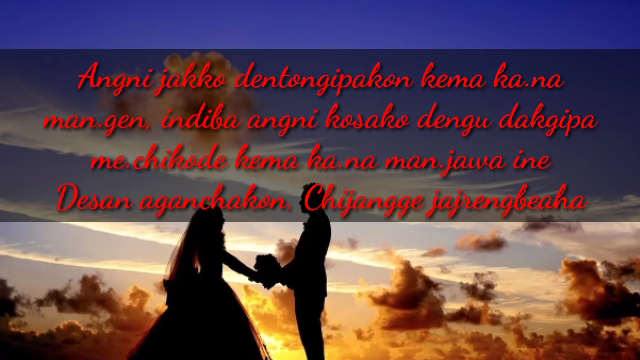 Angni jakko dentongipakon kema ka.na
man.gen, indiba angni kosako dengu dakgipa
me.chikode kema ka.na man.jawa ine
Desan aganchakon, Chijangge jajrengbeaha